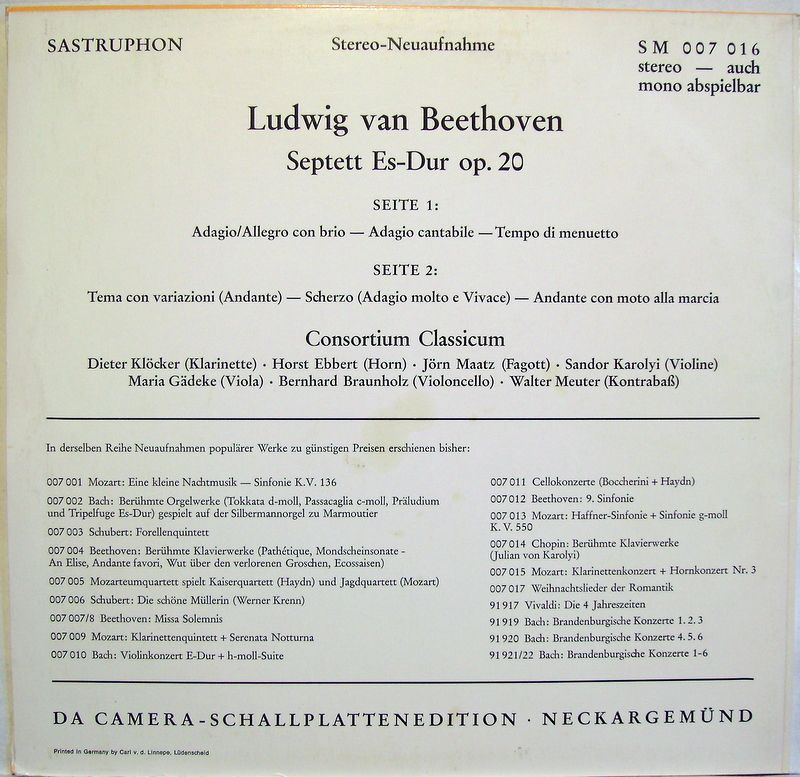 SASTRUPHON
Stereo-Neuaufnahme
SM 007 016
stereo — auch
mono abspielbar
Ludwig van Beethoven
Septett Es-Dur op. 20
SEITE 1:
Adagio/Allegro con brio — Adagio cantabile — Tempo di menuetto
SEITE 2:
Tema con variazioni (Andante) — Scherzo (Adagio molto e Vivace) — Andante con moto alla marcia
Consortium Classicum
Dieter Klöcker (Klarinette) · Horst Ebbert (Horn) · Jörn Maatz (Fagott) · Sandor Karolyi (Violine)
Maria Gädeke (Viola) · Bernhard Braunholz (Violoncello) · Walter Meuter (Kontrabaß)
In derselben Reihe Neuaufnahmen populärer Werke zu günstigen Preisen erschienen bisher:
007 001 Mozart: Eine kleine Nachtmusik — Sinfonie K.V. 136
007 002 Bach: Berühmte Orgelwerke (Tokkata d-moll, Passacaglia c-moll, Präludium
und Tripelfuge Es-Dur) gespielt auf der Silbermannorgel zu Marmoutier
007 003 Schubert: Forellenquintett
007 004 Beethoven: Berühmte Klavierwerke (Pathétique, Mondscheinsonate -
An Elise, Andante favori, Wut über den verlorenen Groschen, Ecossaisen)
007 005 Mozarteumquartett spielt Kaiserquartett (Haydn) und Jagdquartett (Mozart)
007 006 Schubert: Die schöne Müllerin (Werner Krenn)
007 007/8 Beethoven: Missa Solemnis
007 009 Mozart: Klarinettenquintett + Serenata Notturna
007 010 Bach: Violinkonzert E-Dur + h-moll-Suite
007 011 Cellokonzerte (Boccherini + Haydn)
007 012 Beethoven: 9. Sinfonie
007 013 Mozart: Haffner-Sinfonie + Sinfonie g-moll
K. V. 550
007 014 Chopin: Berühmte Klavierwerke
(Julian von Karolyi)
007 015 Mozart: Klarinettenkonzert + Hornkonzert Nr. 3
007 017 Weihnachtslieder der Romantik
91 917 Vivaldi: Die 4 Jahreszeiten
91 919 Bach: Brandenburgische Konzerte 1. 2. 3
91 920 Bach: Brandenburgische Konzerte 4. 5. 6
91 921/22 Bach: Brandenburgische Konzerte 1-6
DA CAMERA-SCHALLPLATTENEDITION · NECKARGEMÜND
Printed in Germany by Carl v. d. Linnepe, Lüdenscheid